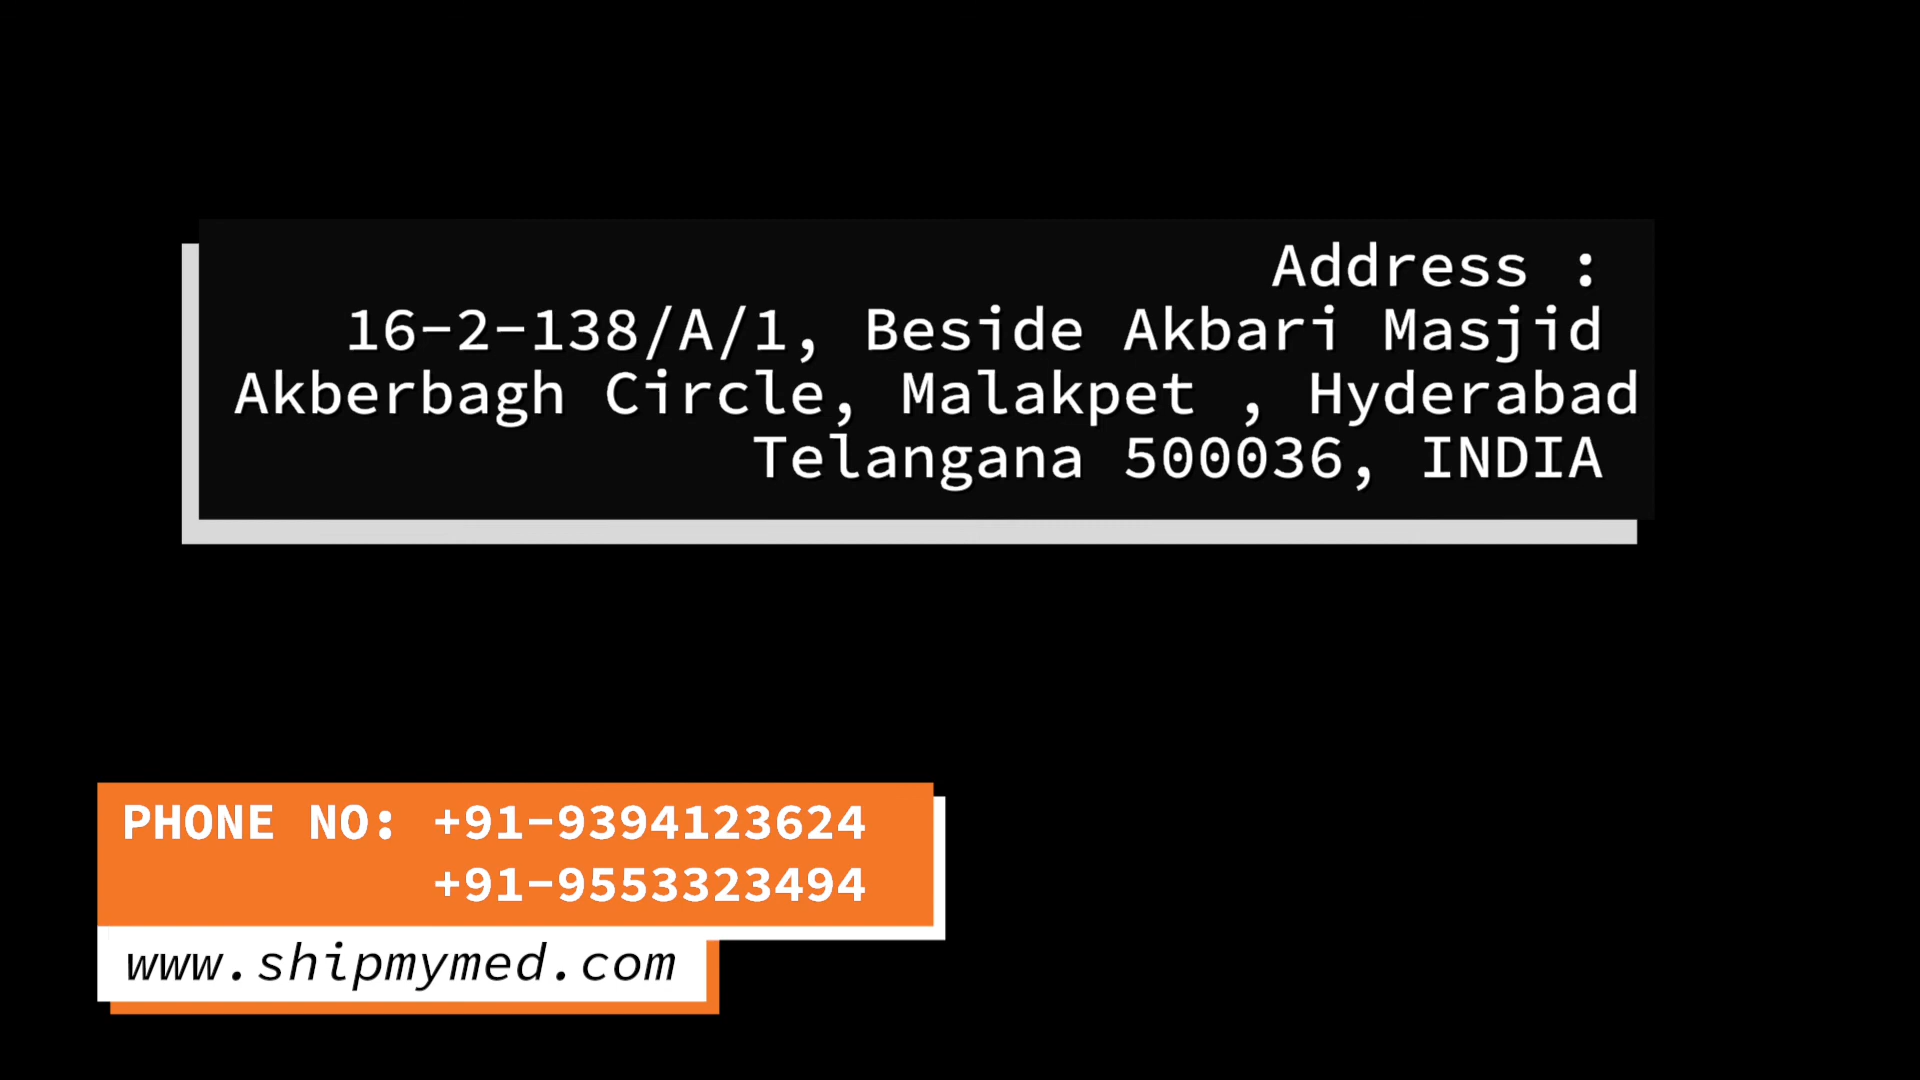 Address :
16-2-138/A/1, Beside Akbari Masjid
Akberbagh Circle, Malakpet , Hyderabad
Telangana 500036, INDIA
PHONE NO: +91-9394123624
+91-9553323494
www.shipmymed.com